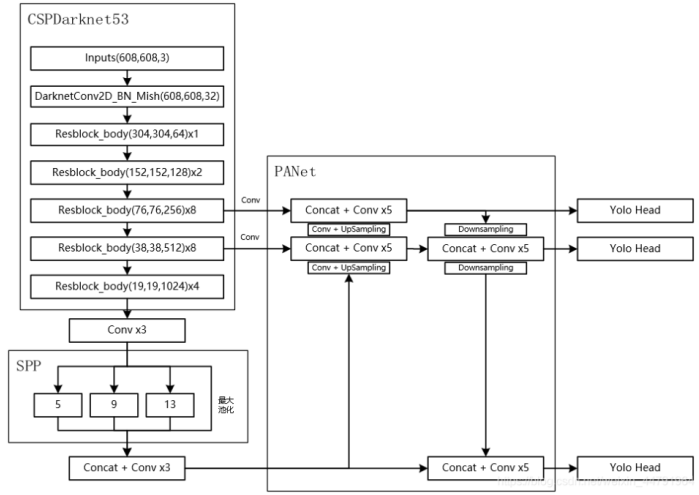 CSPDarknet53
Inputs(608,608,3)
DarknetConv2D_BN_Mish(608,608,32)
Resblock_body(304,304,64)x1
Resblock_body(152,152,128)x2
Resblock_body(76,76,256)x8
Resblock_body(38,38,512)x8
Resblock_body(19,19,1024)x4
Conv x3
SPP
5
9
13
最大
池化
Concat + Conv x3
Conv
Conv
PANet
Concat + Conv x5
Conv + UpSampling
Concat + Conv x5
Conv + UpSampling
Downsampling
Concat + Conv x5
Downsampling
Concat + Conv x5
Yolo Head
Yolo Head
Yolo Head